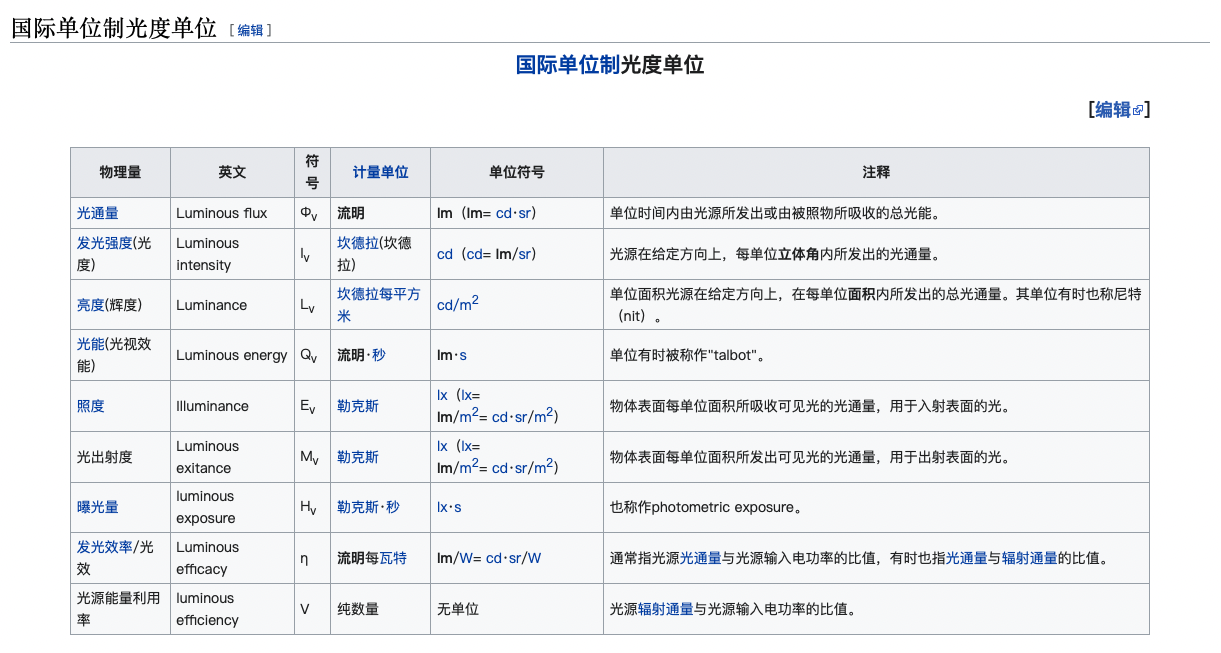 国际单位制光度单位 [编辑]
国际单位制光度单位
[编辑]
物理量 英文 符号 计量单位 单位符号 注释
光通量 Luminous flux Φv 流明 lm（lm= cd·sr） 单位时间内由光源所发出或由被照物所吸收的总光能。
发光强度(光度) Luminous intensity Iv 坎德拉(坎德拉) cd（cd= lm/sr） 光源在给定方向上，每单位立体角内所发出的光通量。
亮度(辉度) Luminance Lv 坎德拉每平方米 cd/m² 单位面积光源在给定方向上，在每单位面积内所发出的总光通量。其单位有时也称尼特（nit）。
光能(光视效能) Luminous energy Qv 流明·秒 lm·s 单位有时被称作"talbot"。
照度 Illuminance Ev 勒克斯 lx（lx= lm/m²= cd·sr/m²） 物体表面每单位面积所吸收可见光的光通量，用于入射表面的光。
光出射度 Luminous exitance Mv 勒克斯 lx（lx= lm/m²= cd·sr/m²） 物体表面每单位面积所发出可见光的光通量，用于出射表面的光。
曝光量 luminous exposure Hv 勒克斯·秒 lx·s 也称作photometric exposure。
发光效率/光效 Luminous efficacy η 流明每瓦特 lm/W= cd·sr/W 通常指光源光通量与光源输入电功率的比值，有时也指光通量与辐射通量的比值。
光源能量利用率 luminous efficiency V 纯数量 无单位 光源辐射通量与光源输入电功率的比值。